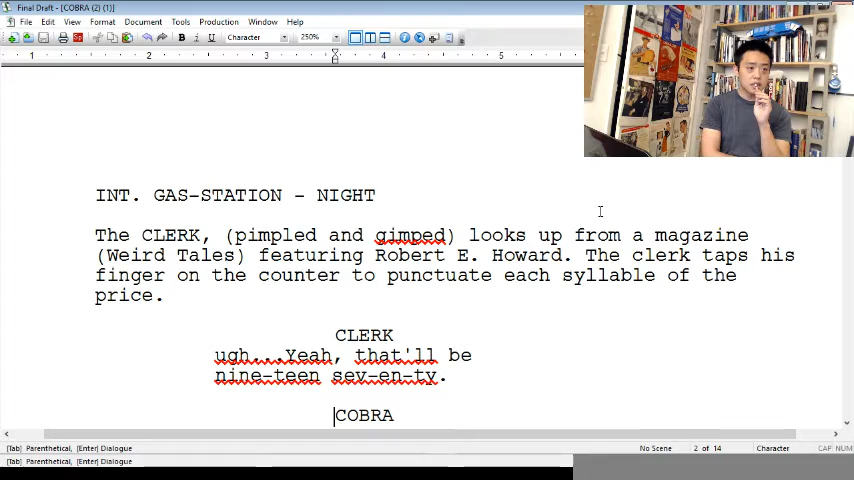 Final Draft - [COBRA (2) (1)]
File Edit View Format Document Tools Production Window Help
B I U Character 250%
1 2 3 4 5
INT. GAS-STATION - NIGHT
The CLERK, (pimpled and gimped) looks up from a magazine
(Weird Tales) featuring Robert E. Howard. The clerk taps his
finger on the counter to punctuate each syllable of the
price.
CLERK
ugh...Yeah, that'll be
nine-teen sev-en-ty.
COBRA
[Tab] Parenthetical, [Enter] Dialogue No Scene 2 of 14 Character CAP NUM
[Tab] Parenthetical, [Enter] Dialogue